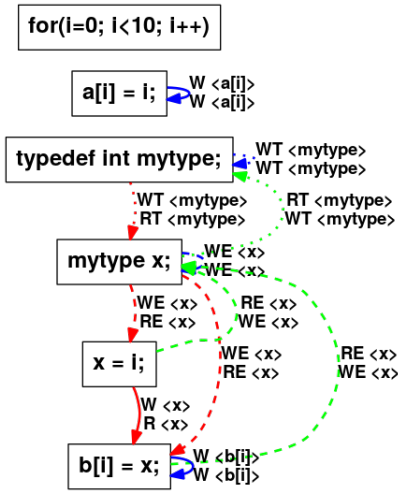 for(i=0; i<10; i++)
a[i] = i;
W <a[i]>
W <a[i]>
typedef int mytype;
WT <mytype>
WT <mytype>
WT <mytype>
RT <mytype>
RT <mytype>
WT <mytype>
mytype x;
WE <x>
WE <x>
WE <x>
RE <x>
RE <x>
WE <x>
x = i;
WE <x>
RE <x>
RE <x>
WE <x>
W <x>
R <x>
b[i] = x;
W <b[i]>
W <b[i]>